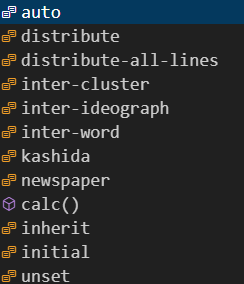 auto
distribute
distribute-all-lines
inter-cluster
inter-ideograph
inter-word
kashida
newspaper
calc()
inherit
initial
unset